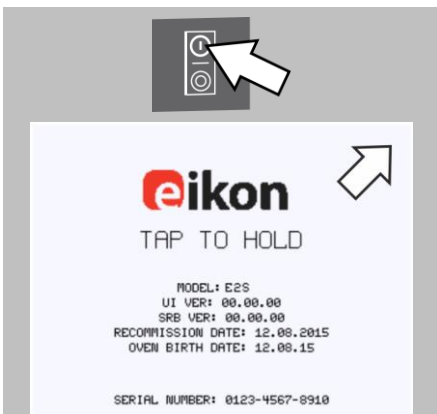 eikon
TAP TO HOLD
MODEL: E2S
UI VER: 00.00.00
SRB VER: 00.00.00
RECOMMISSION DATE: 12.08.2015
OVEN BIRTH DATE: 12.08.15
SERIAL NUMBER: 0123-4567-8910